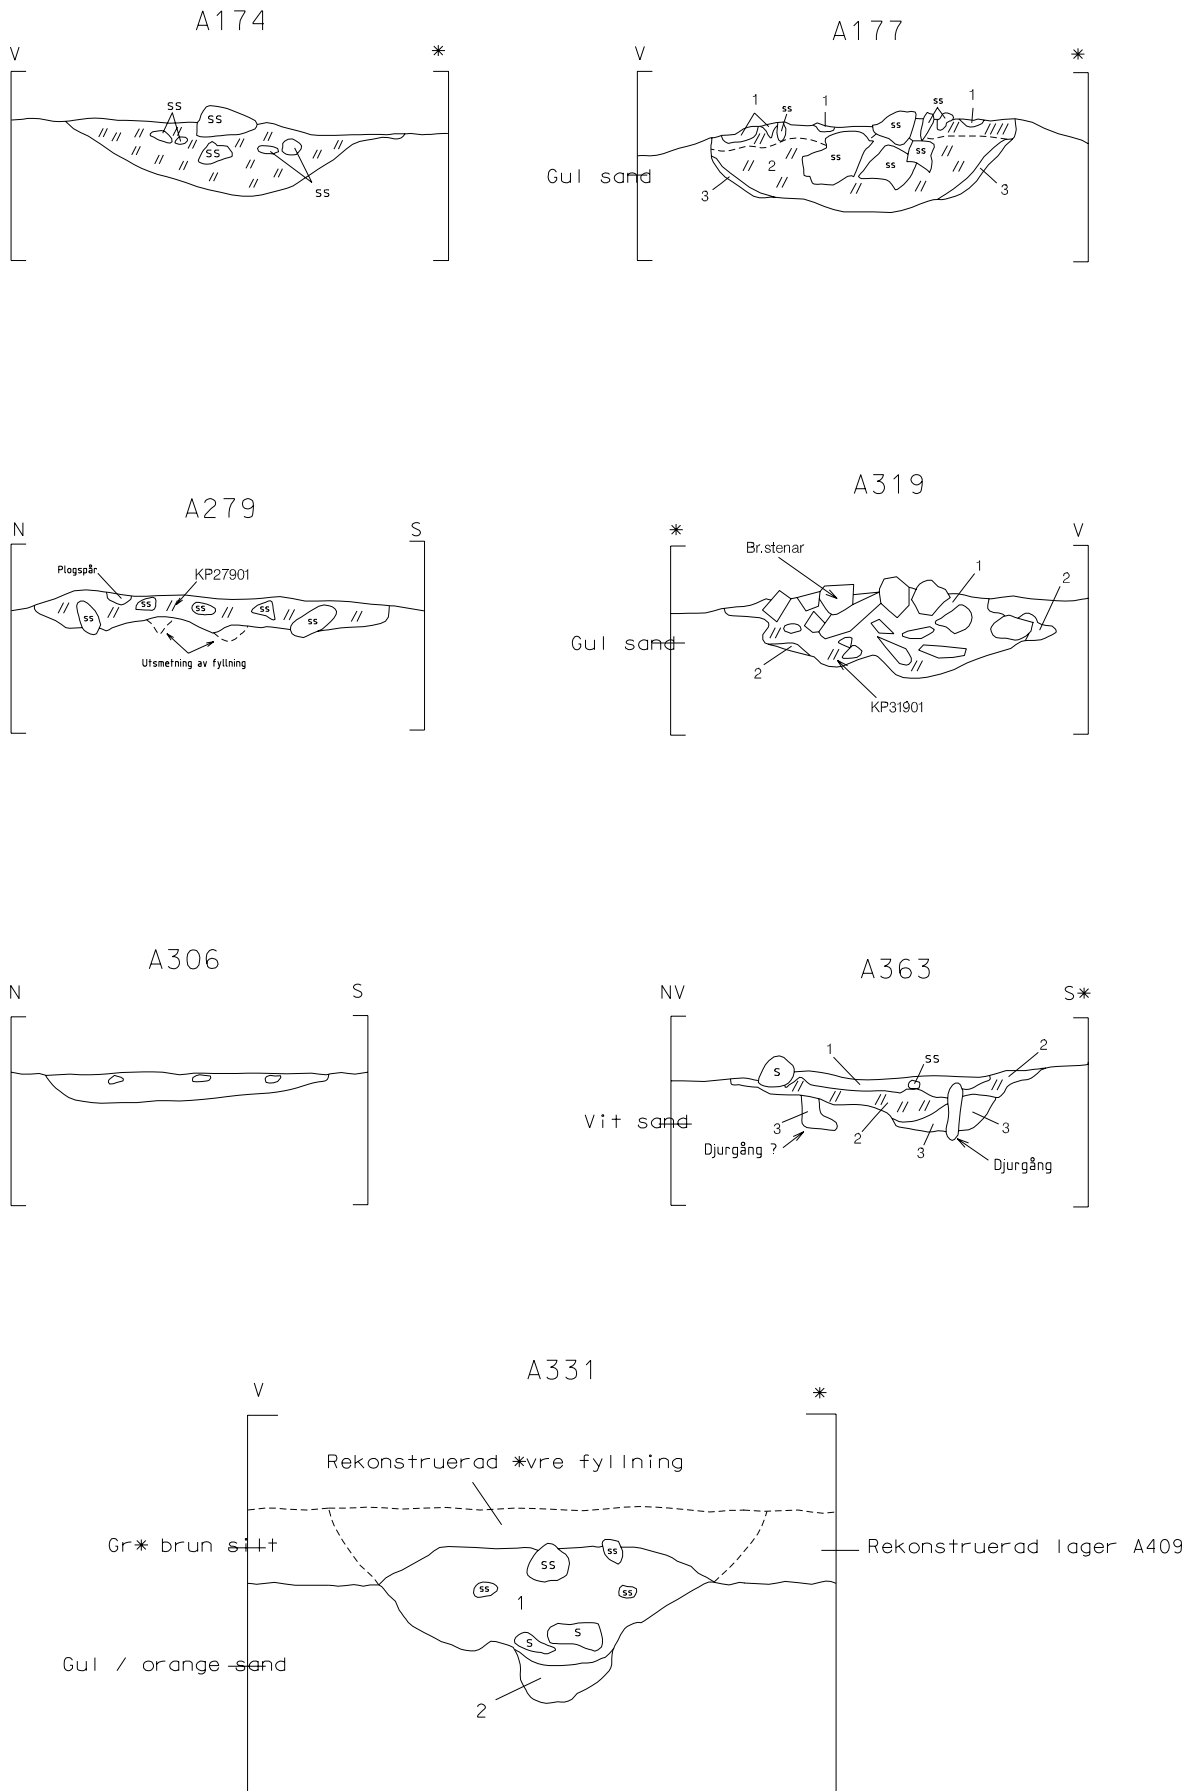 A174
V *
ss
ss
ss
ss
A177
V *
1 ss 1 ss 1
ss
ss ss ss
2
Gul sand
3 3
A279
N S
Plogspår
KP27901
ss ss ss
ss ss
Utsmetning av fyllning
A319
* V
Br.stenar
1
2
Gul sand
2
KP31901
A306
N S
A363
NV S*
1 ss 2
s
Vit sand
3 2 3 3
Djurgång ?
Djurgång
A331
V *
Rekonstruerad *vre fyllning
Gr* brun silt
Rekonstruerad lager A409
ss ss
ss ss
1
s s
Gul / orange sand
2